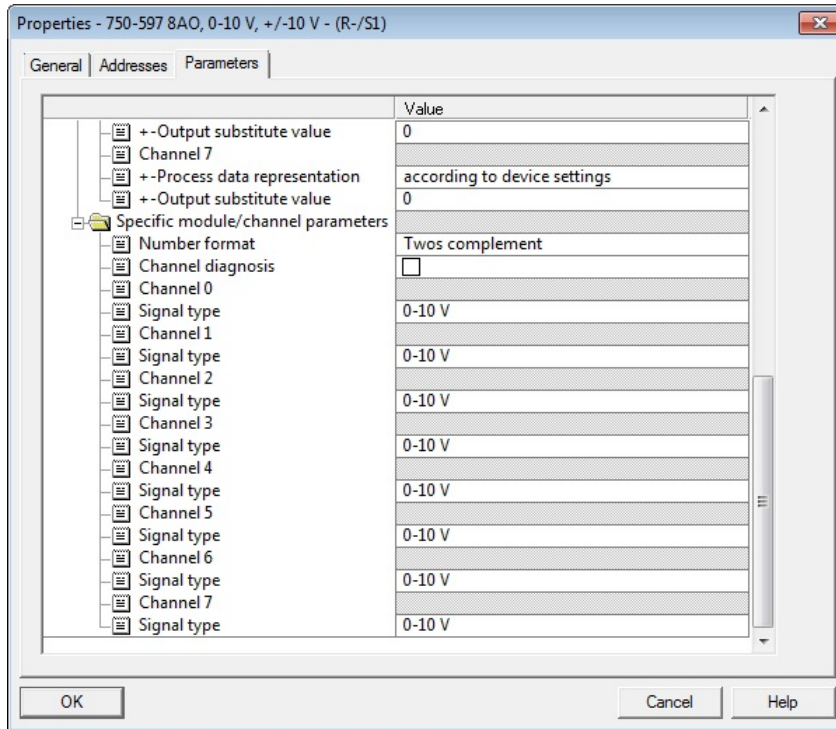 Properties - 750-597 8AO, 0-10 V, +/-10 V - (R-/S1)
General Addresses Parameters
Value
+-Output substitute value 0
Channel 7
+-Process data representation according to device settings
+-Output substitute value 0
Specific module/channel parameters
Number format Twos complement
Channel diagnosis
Channel 0
Signal type 0-10 V
Channel 1
Signal type 0-10 V
Channel 2
Signal type 0-10 V
Channel 3
Signal type 0-10 V
Channel 4
Signal type 0-10 V
Channel 5
Signal type 0-10 V
Channel 6
Signal type 0-10 V
Channel 7
Signal type 0-10 V
OK Cancel Help